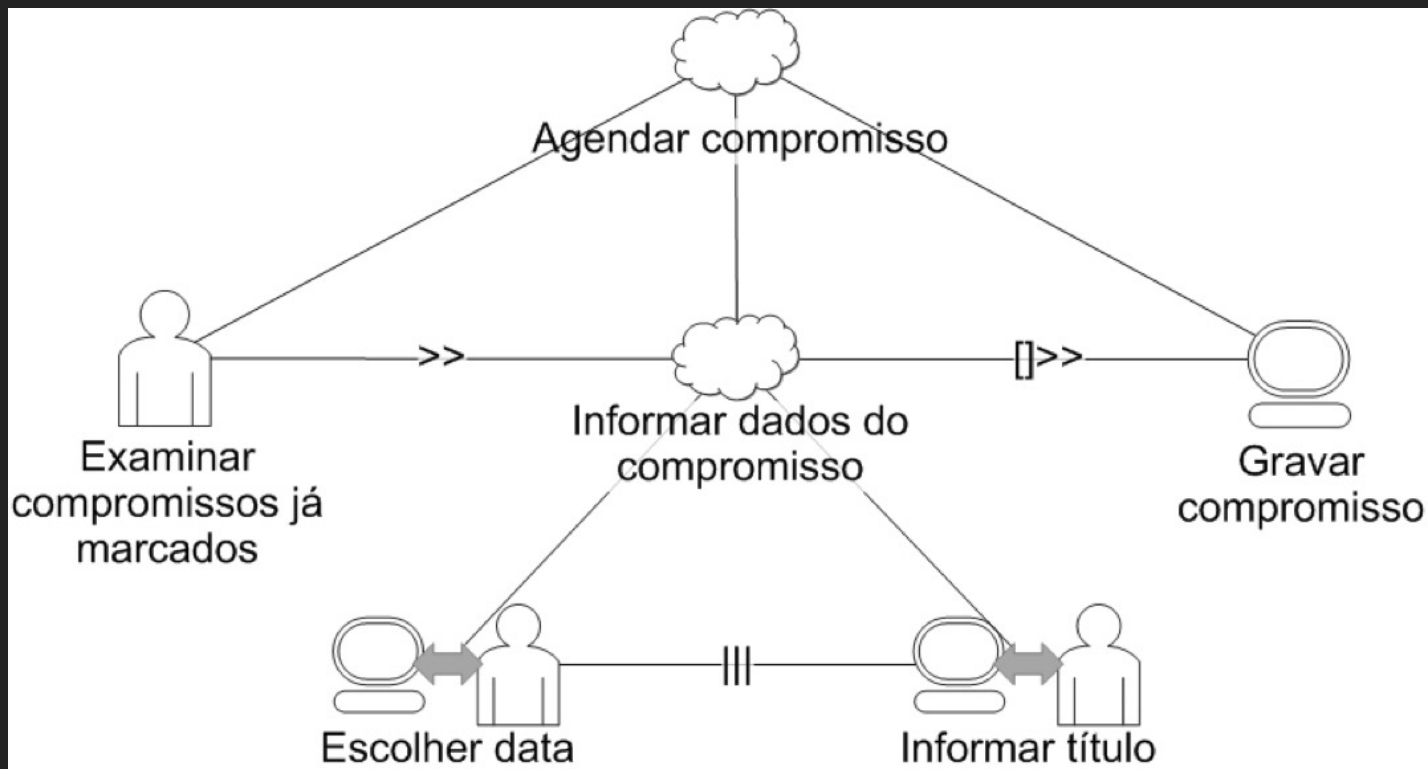 Agendar compromisso
>>
[]>>
Examinar
compromissos já
marcados
Informar dados do
compromisso
Gravar
compromisso
|||
Escolher data
Informar título